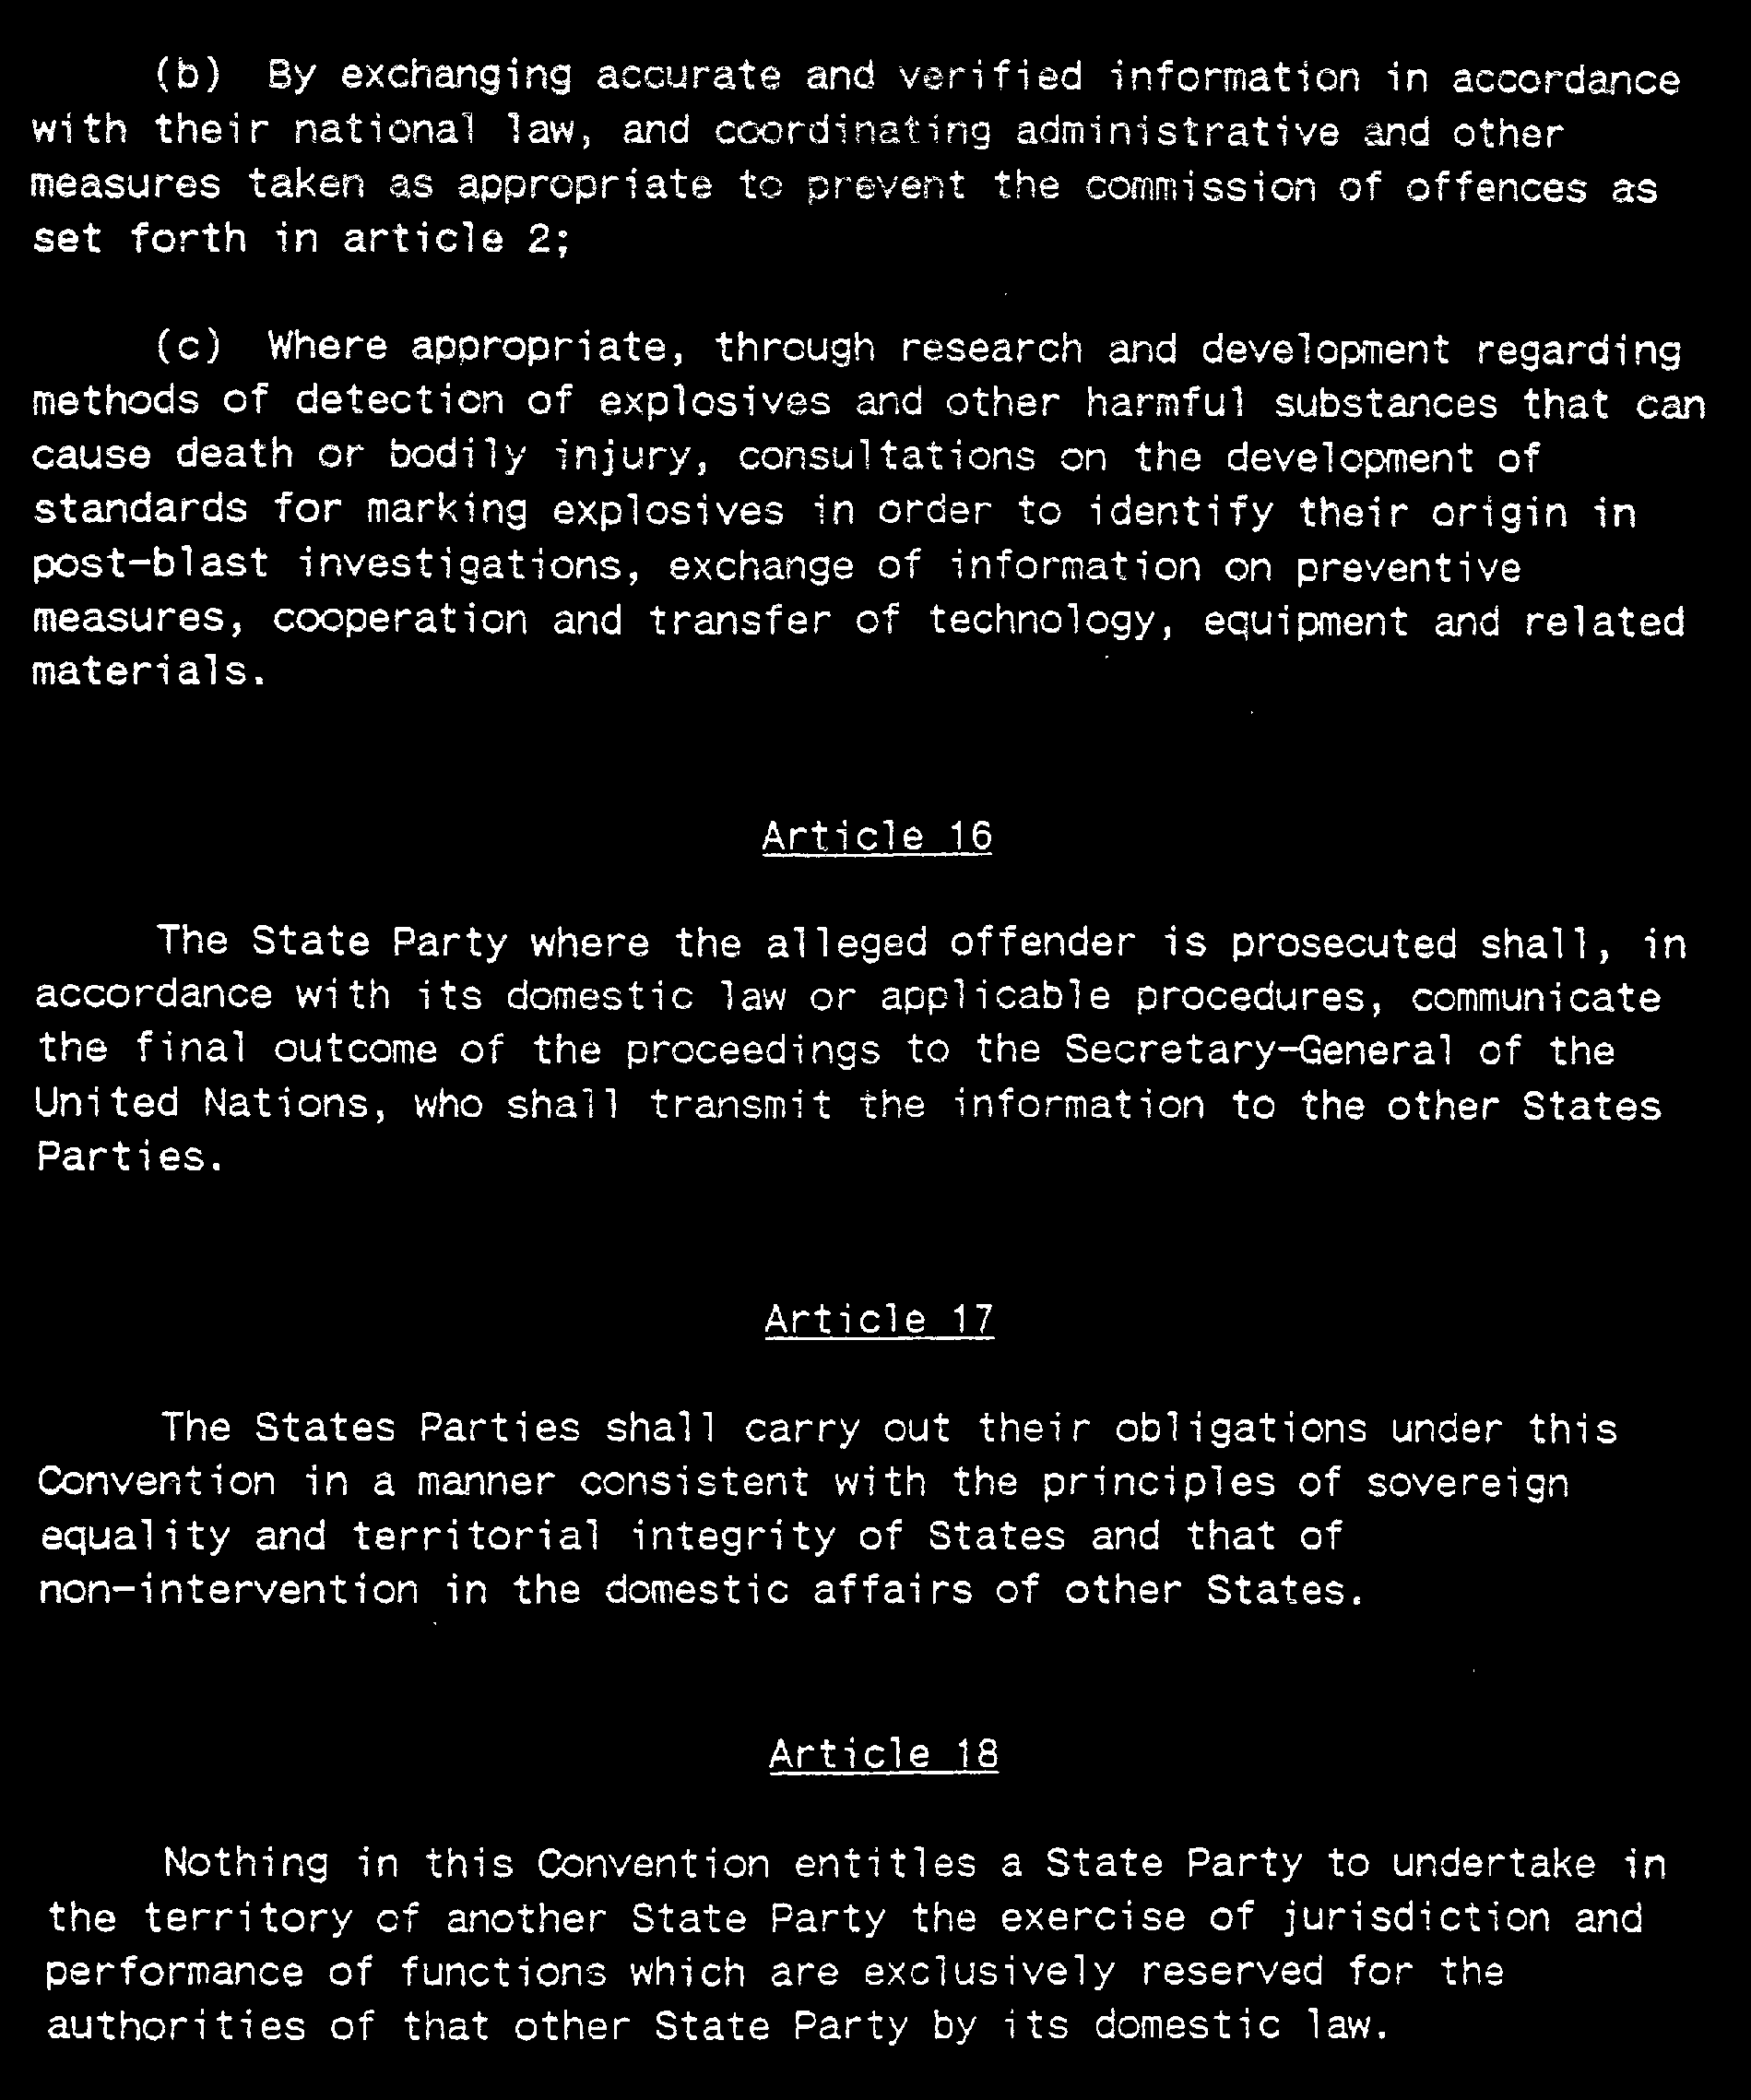 (b) By exchanging accurate and verified information in accordance
with their national law, and coordinating administrative and other
measures taken as appropriate to prevent the commission of offences as
set forth in article 2;
(c) Where appropriate, through research and development regarding
methods of detection of explosives and other harmful substances that can
cause death or bodily injury, consultations on the development of
standards for marking explosives in order to identify their origin in
post-blast investigations, exchange of information on preventive
measures, cooperation and transfer of technology, equipment and related
materials.
Article 16
The State Party where the alleged offender is prosecuted shall, in
accordance with its domestic law or applicable procedures, communicate
the final outcome of the proceedings to the Secretary-General of the
United Nations, who shall transmit the information to the other States
Parties.
Article 17
The States Parties shall carry out their obligations under this
Convention in a manner consistent with the principles of sovereign
equality and territorial integrity of States and that of
non-intervention in the domestic affairs of other States.
Article 18
Nothing in this Convention entitles a State Party to undertake in
the territory of another State Party the exercise of jurisdiction and
performance of functions which are exclusively reserved for the
authorities of that other State Party by its domestic law.